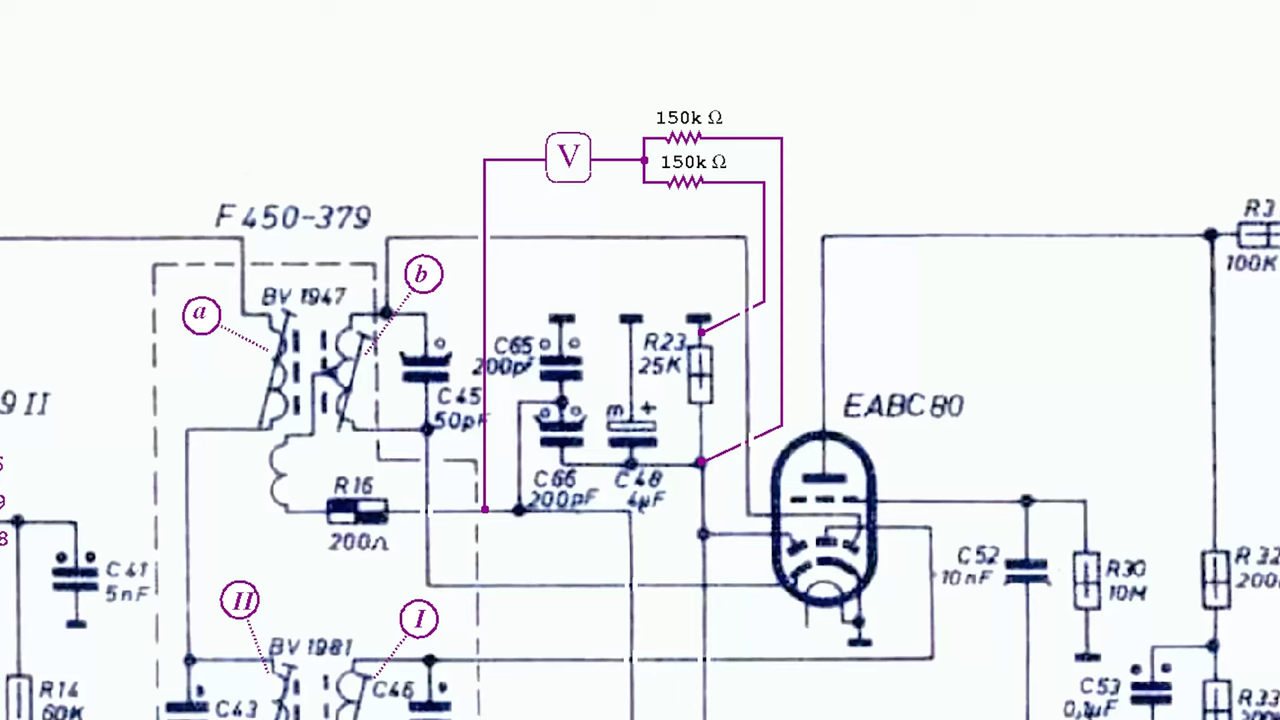 150k Ω
V
150k Ω
F 450-379
R3
100K
b
BV 1947
a
C65
200pF
R23
25K
C45
50pF
m +
EABC80
9 II
C66
200pF
C48
4µF
R16
200Ω
C41
5nF
C52
10nF
R30
10M
R32
II
I
BV 1981
R14
60K
C43
C46
C53
0,1µF
R33